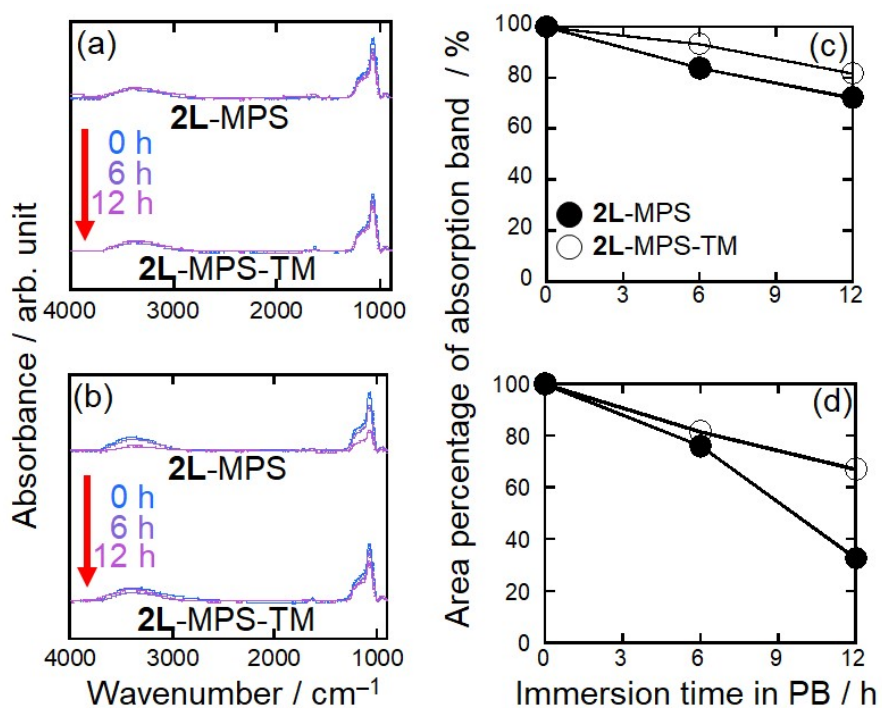 (a)
2L-MPS
0 h
6 h
12 h
2L-MPS-TM
4000 3000 2000 1000
(b)
2L-MPS
0 h
6 h
12 h
2L-MPS-TM
4000 3000 2000 1000
Absorbance / arb. unit
Wavenumber / cm⁻¹
(c)
100
80
60
40
20
0
2L-MPS
2L-MPS-TM
0 3 6 9 12
(d)
100
80
60
40
20
0
0 3 6 9 12
Area percentage of absorption band / %
Immersion time in PB / h